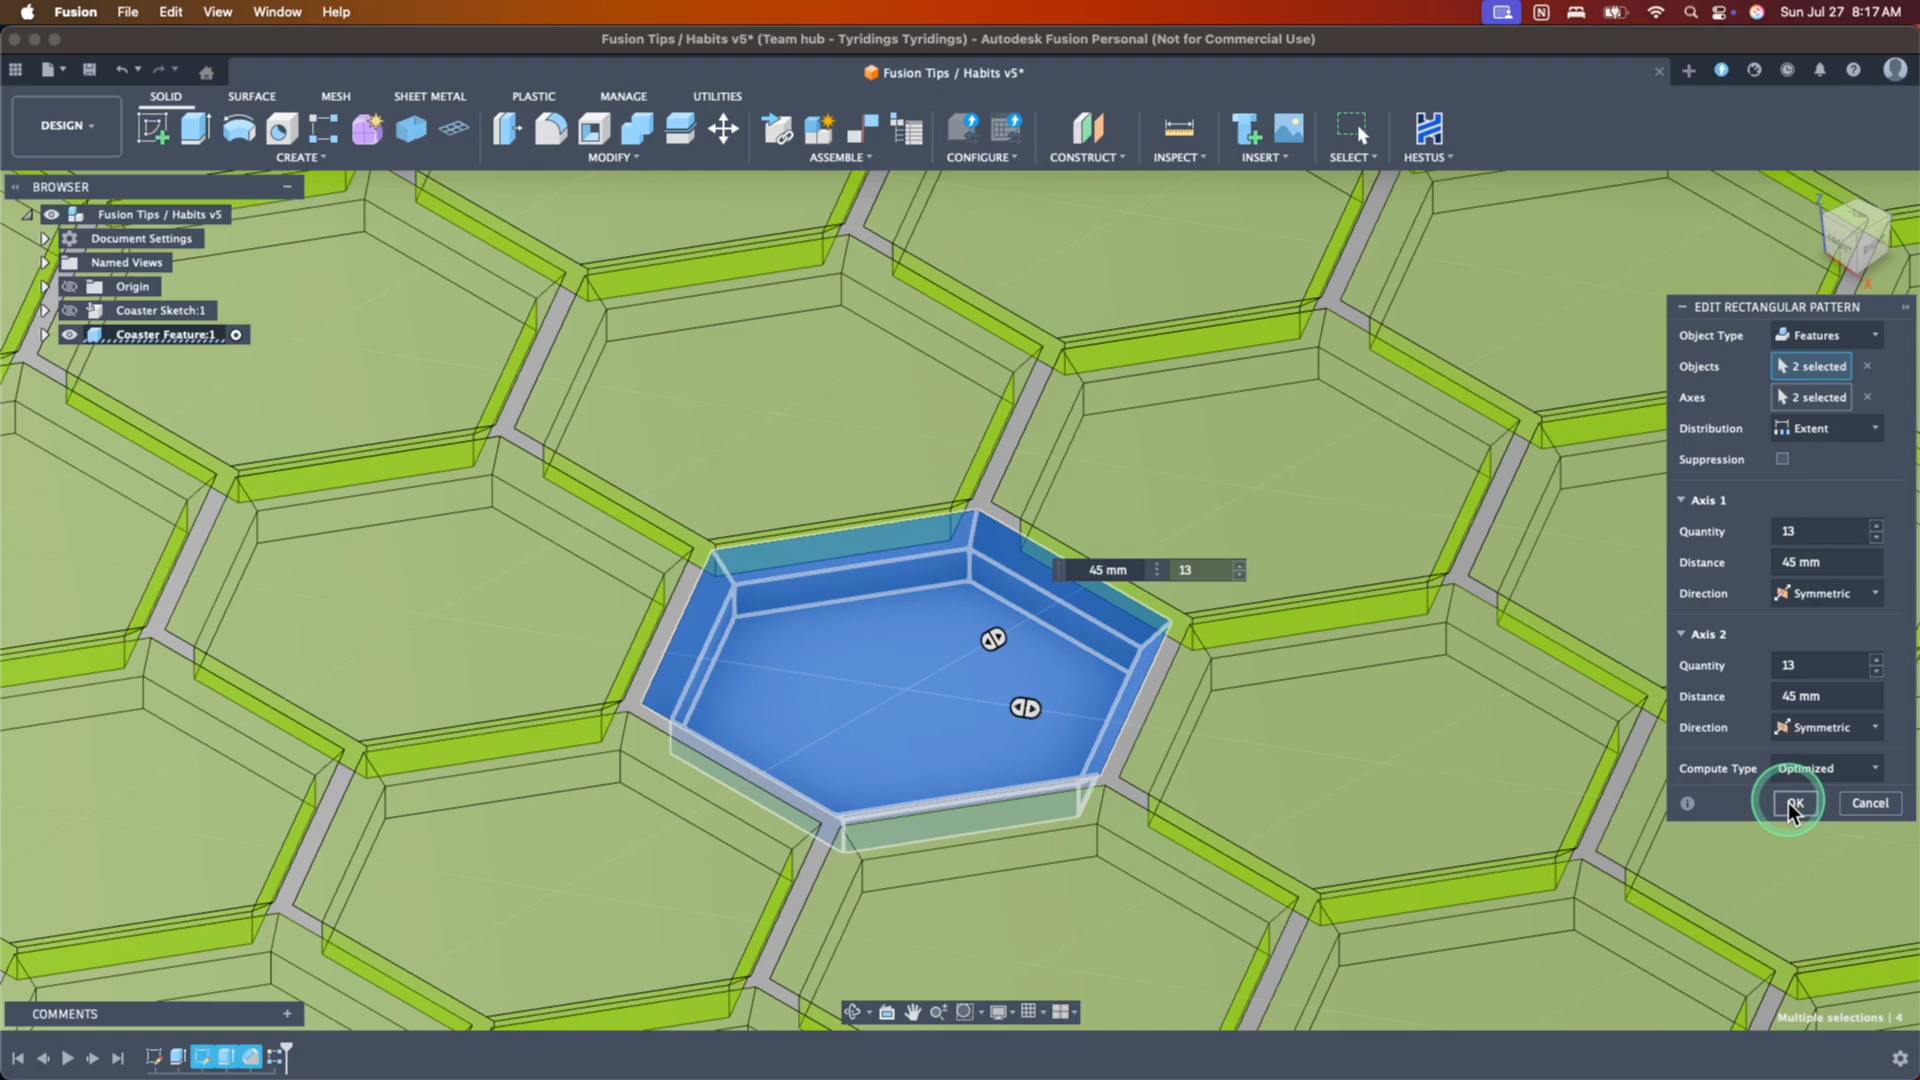 Fusion File Edit View Window Help Sun Jul 27 8:17 AM
Fusion Tips / Habits v5* (Team hub - Tyridings Tyridings) - Autodesk Fusion Personal (Not for Commercial Use)
Fusion Tips / Habits v5*
DESIGN
SOLID SURFACE MESH SHEET METAL PLASTIC MANAGE UTILITIES
CREATE MODIFY ASSEMBLE CONFIGURE CONSTRUCT INSPECT INSERT SELECT HESTUS
BROWSER
Fusion Tips / Habits v5
Document Settings
Named Views
Origin
Coaster Sketch:1
Coaster Feature:1
45 mm 13
Z
X
EDIT RECTANGULAR PATTERN
Object Type Features
Objects 2 selected
Axes 2 selected
Distribution Extent
Suppression
Axis 1
Quantity 13
Distance 45 mm
Direction Symmetric
Axis 2
Quantity 13
Distance 45 mm
Direction Symmetric
Compute Type Optimized
OK Cancel
Multiple selections | 4
COMMENTS